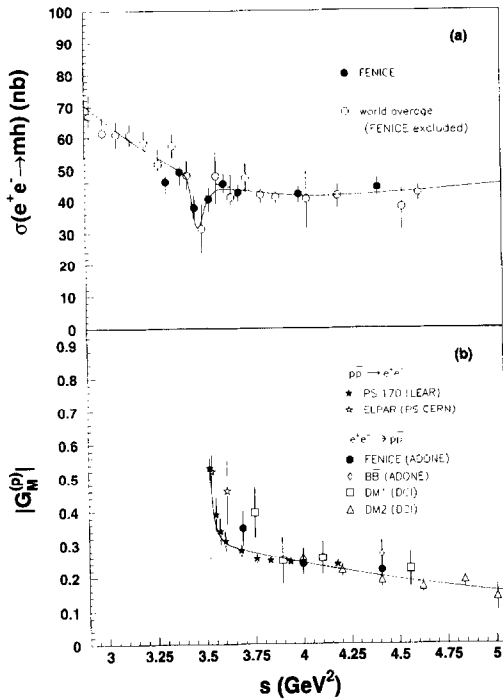 σ(e⁺e⁻→mh) (nb)
100
90
80
70
60
50
40
30
20
10
0
(a)
FENICE
world average
(FENICE excluded)
|G_M^(p)|
0.9
0.8
0.7
0.6
0.5
0.4
0.3
0.2
0.1
0
(b)
pp̄ → e⁺e⁻
PS 170 (LEAR)
ELPAR (PS CERN)
e⁺e⁻ → pp̄
FENICE (ADONE)
BB̄ (ADONE)
DM1 (DCI)
DM2 (DCI)
3 3.25 3.5 3.75 4 4.25 4.5 4.75 5
s (GeV²)